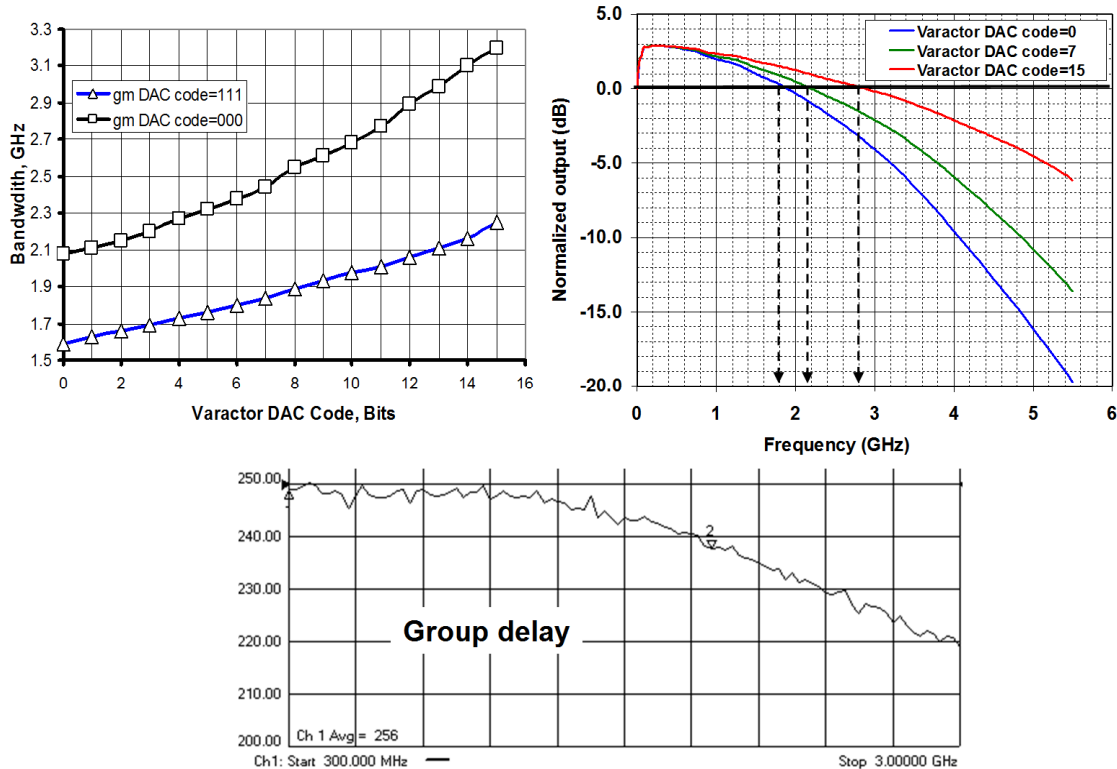 3.3
3.1
2.9
2.7
2.5
2.3
2.1
1.9
1.7
1.5
Bandwdith, GHz
gm DAC code=111
gm DAC code=000
0 2 4 6 8 10 12 14 16
Varactor DAC Code, Bits
5.0
0.0
-5.0
-10.0
-15.0
-20.0
Normalized output (dB)
Varactor DAC code=0
Varactor DAC code=7
Varactor DAC code=15
0 1 2 3 4 5 6
Frequency (GHz)
250.00
240.00
230.00
220.00
210.00
200.00
1
2
Group delay
Ch 1 Avg = 256
Ch1: Start 300.000 MHz
Stop 3.00000 GHz